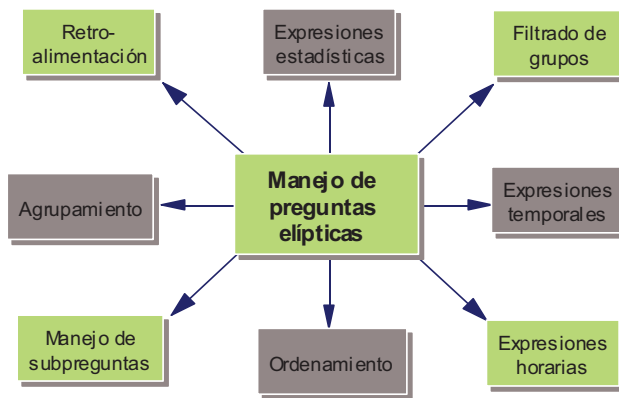 Retro-
alimentación
Expresiones
estadísticas
Filtrado de
grupos
Agrupamiento
Manejo de
preguntas
elípticas
Expresiones
temporales
Manejo de
subpreguntas
Ordenamiento
Expresiones
horarias